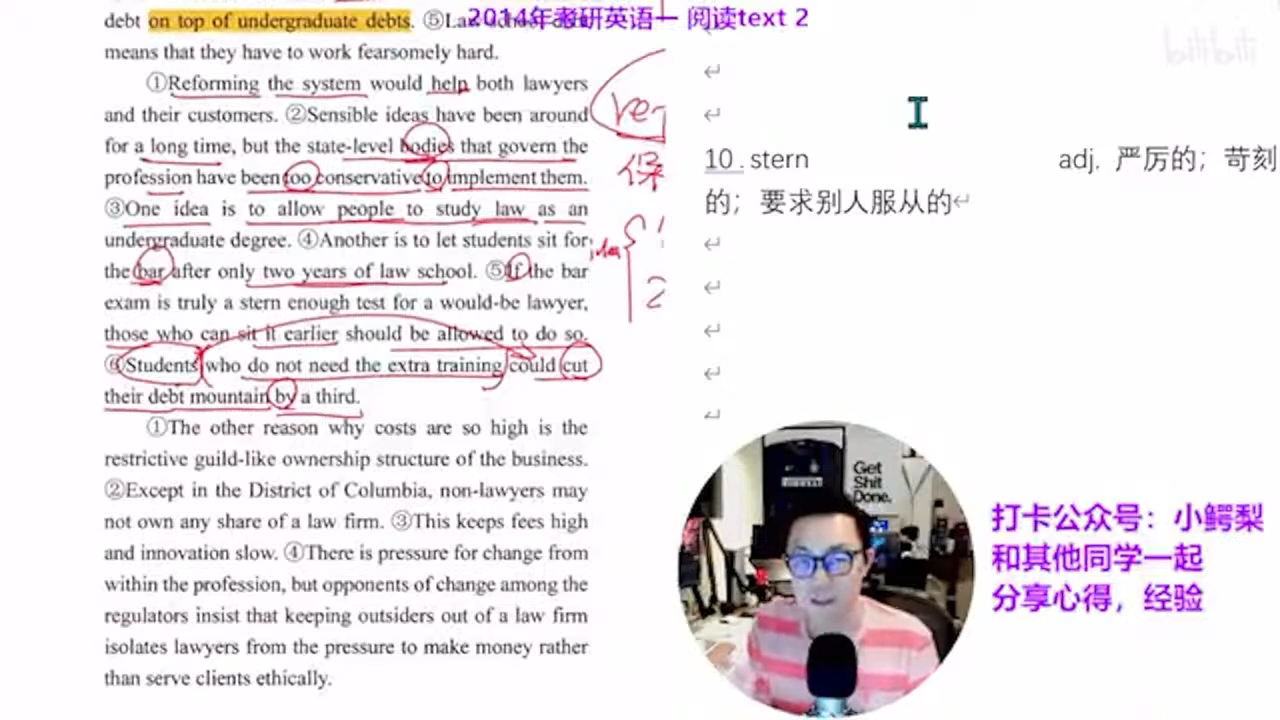 2014年考研英语一 阅读text 2
debt on top of undergraduate debts. ⑤Law
means that they have to work fearsomely hard.
①Reforming the system would help both lawyers
and their customers. ②Sensible ideas have been around
for a long time, but the state-level bodies that govern the
profession have been too conservative to implement them.
③One idea is to allow people to study law as an
undergraduate degree. ④Another is to let students sit for
the bar after only two years of law school. ⑤If the bar
exam is truly a stern enough test for a would-be lawyer,
those who can sit it earlier should be allowed to do so.
⑥Students who do not need the extra training could cut
their debt mountain by a third.
①The other reason why costs are so high is the
restrictive guild-like ownership structure of the business.
②Except in the District of Columbia, non-lawyers may
not own any share of a law firm. ③This keeps fees high
and innovation slow. ④There is pressure for change from
within the profession, but opponents of change among the
regulators insist that keeping outsiders out of a law firm
isolates lawyers from the pressure to make money rather
than serve clients ethically.
保
idea
2
bilibili
10 . stern adj. 严厉的；苛刻
的；要求别人服从的
Get
Shit
Done.
打卡公众号：小鳄梨
和其他同学一起
分享心得，经验